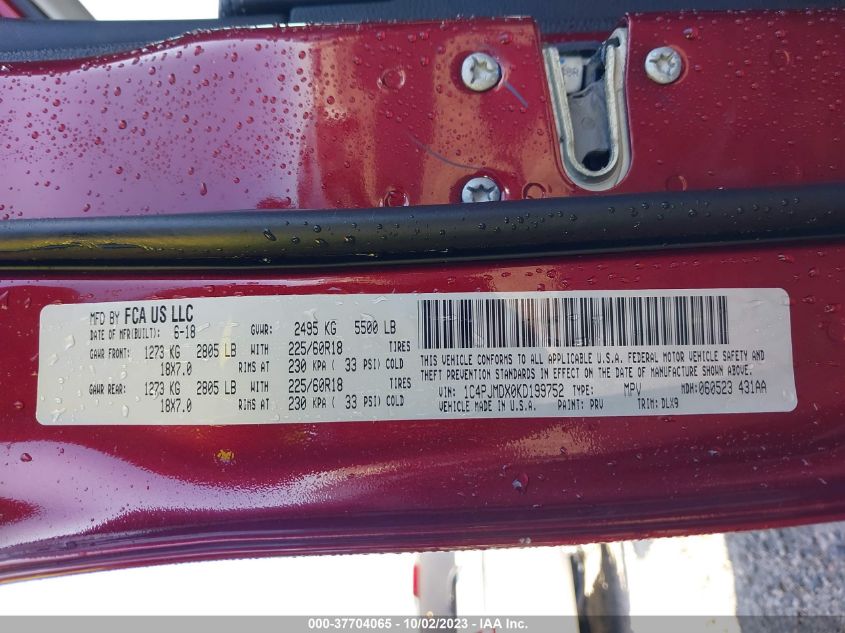 MFD BY FCA US LLC
DATE OF MFR(BUILT): 6-18 GVWR: 2495 KG 5500 LB
GAWR FRONT: 1273 KG 2805 LB WITH 225/60R18 TIRES
18X7.0 RIMS AT 230 KPA ( 33 PSI) COLD
GAWR REAR: 1273 KG 2805 LB WITH 225/60R18 TIRES
18X7.0 RIMS AT 230 KPA ( 33 PSI) COLD
THIS VEHICLE CONFORMS TO ALL APPLICABLE U.S.A. FEDERAL MOTOR VEHICLE SAFETY AND
THEFT PREVENTION STANDARDS IN EFFECT ON THE DATE OF MANUFACTURE SHOWN ABOVE.
VIN: 1C4PJMDX0KD199752 TYPE: MPV MDH:060523 431AA
VEHICLE MADE IN U.S.A. PAINT: PRV TRIM: DLX9
000-37704065 - 10/02/2023 - IAA Inc.